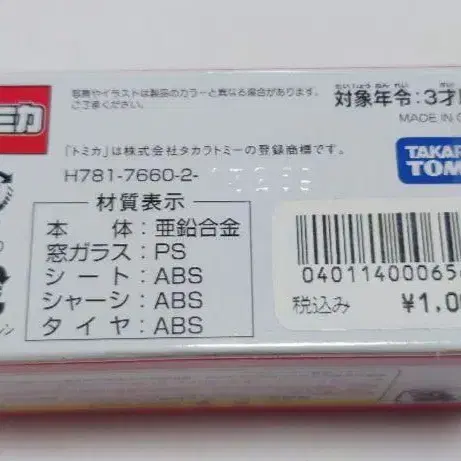 トミカ
写真やイラストは製品のカラーと異なる場合があります。
ご了承ください。
対象年令:3才
MADE IN
「トミカ」は株式会社タカラトミーの登録商標です。
TAKAR
TOM
H781-7660-2-
材質表示
本　体:亜鉛合金
窓ガラス:PS
シート:ABS
シャーシ:ABS
タイヤ:ABS
04011400065
税込み ¥1,0